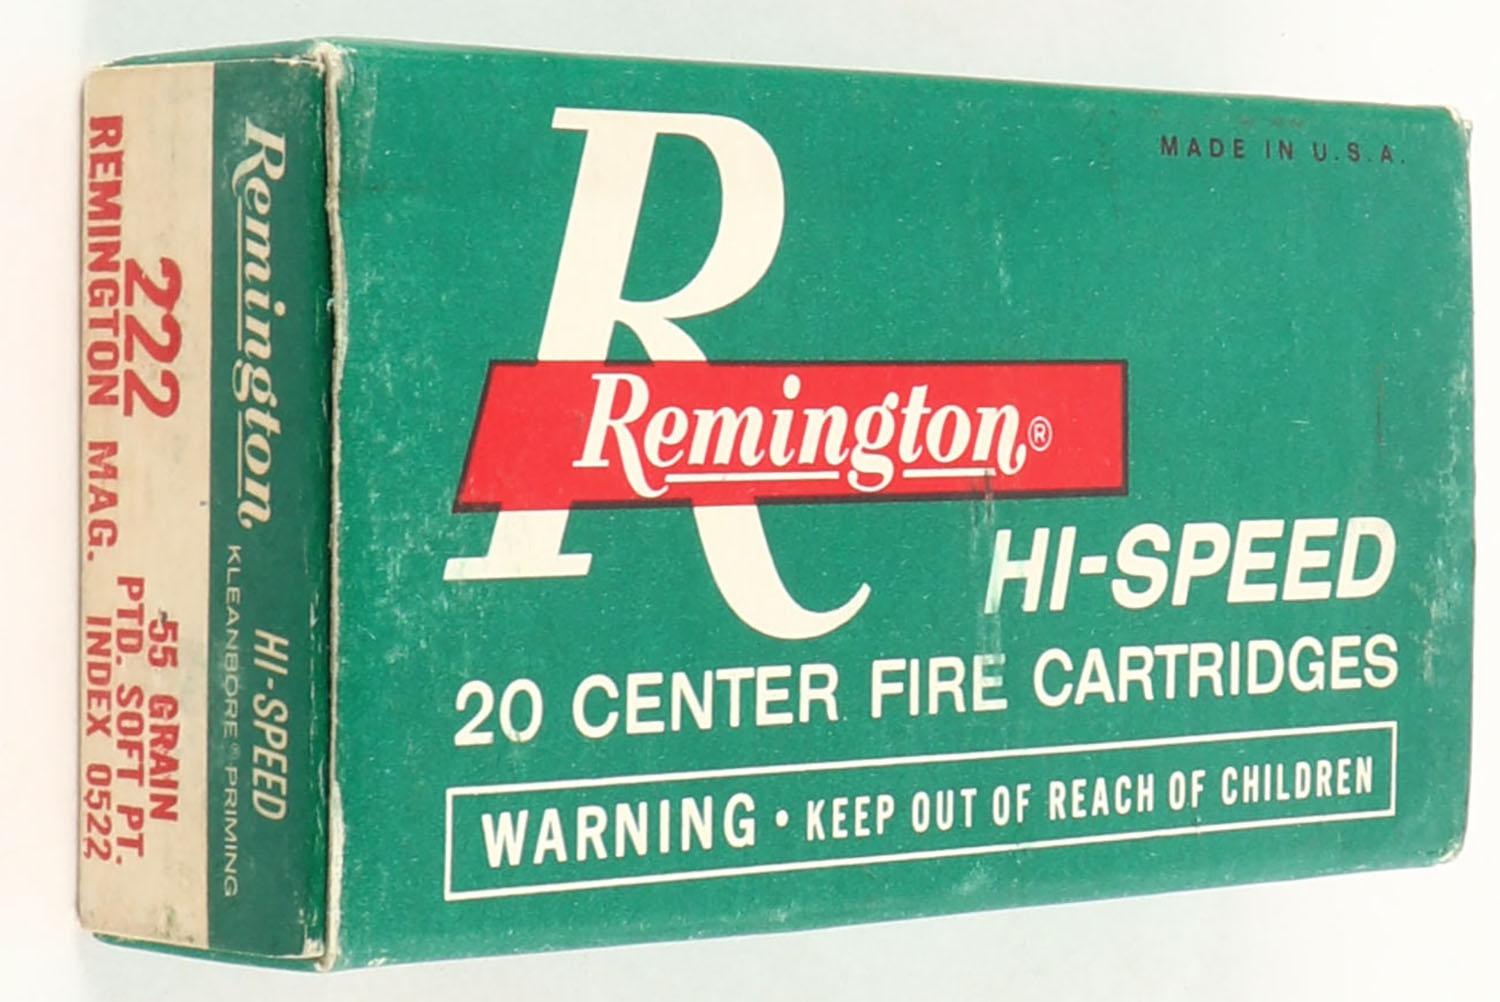 MADE IN U.S.A.
R
Remington®
HI-SPEED
20 CENTER FIRE CARTRIDGES
WARNING • KEEP OUT OF REACH OF CHILDREN
Remington HI-SPEED
KLEANBORE® PRIMING
222
REMINGTON MAG.
55 GRAIN
PTD. SOFT PT.
INDEX 0522